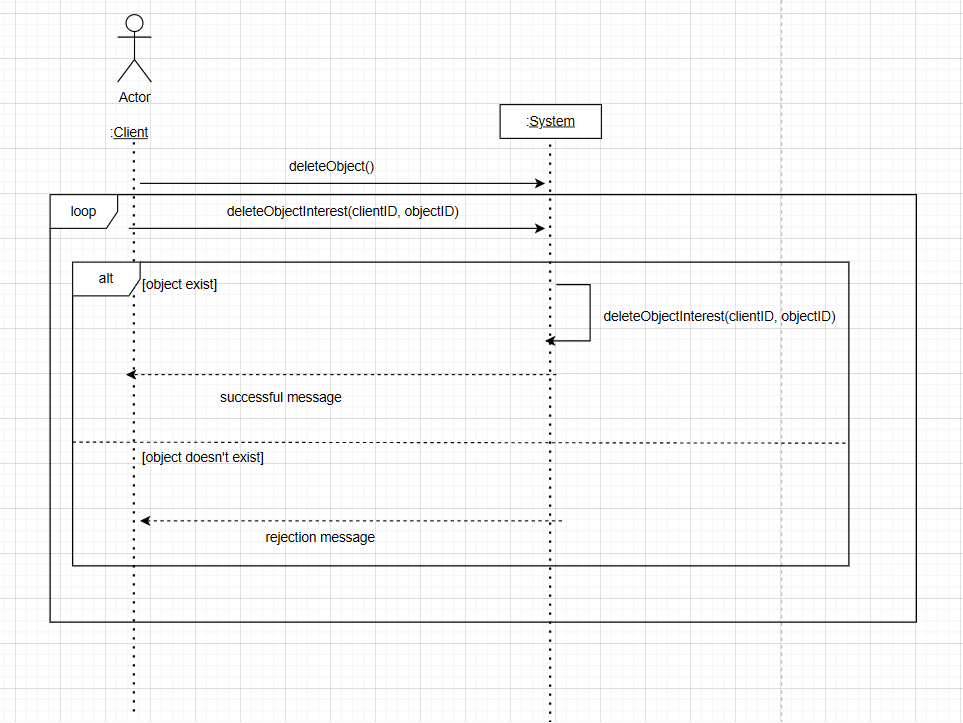 Actor
:Client
:System
deleteObject()
loop
deleteObjectInterest(clientID, objectID)
alt
[object exist]
deleteObjectInterest(clientID, objectID)
successful message
[object doesn't exist]
rejection message